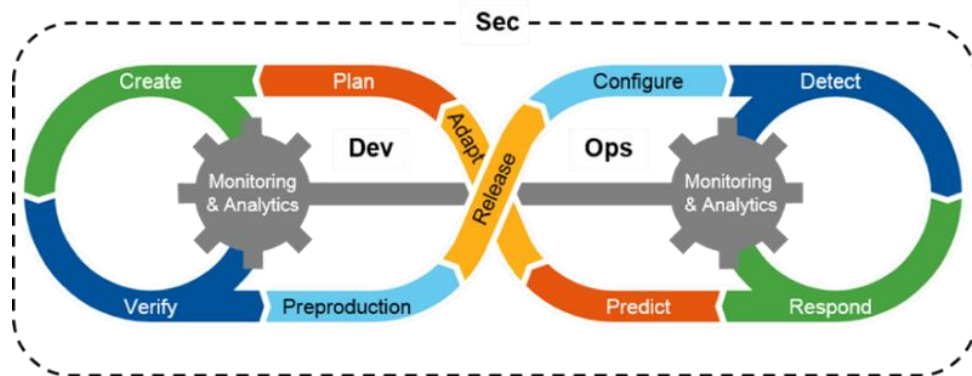 Sec
Create
Plan
Configure
Detect
Adapt
Release
Dev
Ops
Monitoring
& Analytics
Monitoring
& Analytics
Verify
Preproduction
Predict
Respond